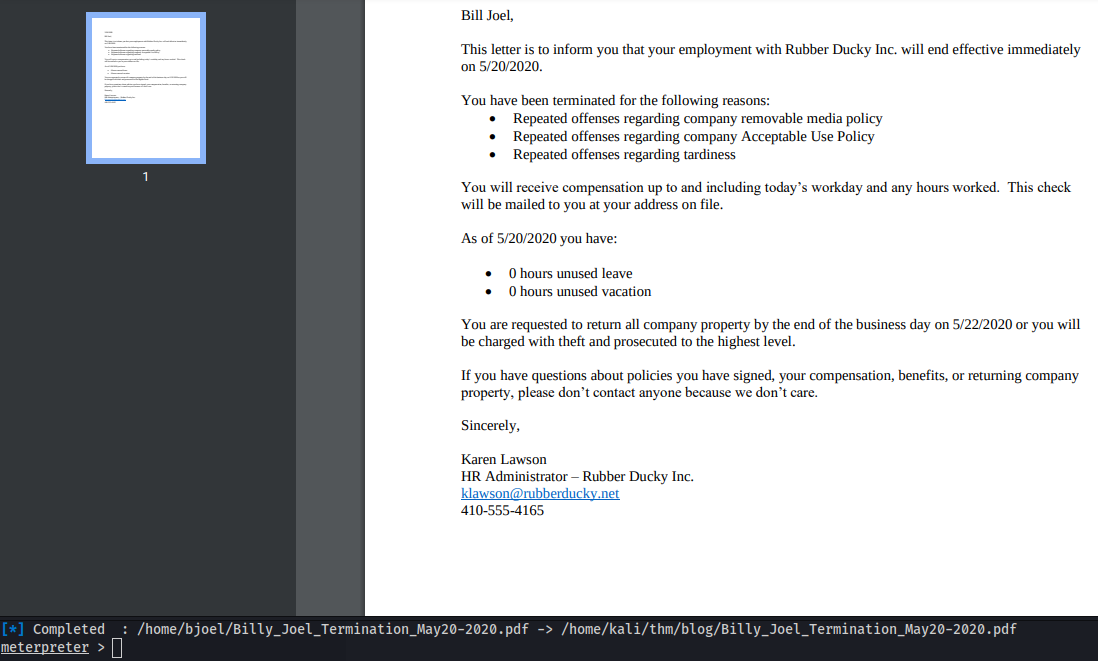 Bill Joel,
This letter is to inform you that your employment with Rubber Ducky Inc. will end effective immediately
on 5/20/2020.
You have been terminated for the following reasons:
• Repeated offenses regarding company removable media policy
• Repeated offenses regarding company Acceptable Use Policy
• Repeated offenses regarding tardiness
You will receive compensation up to and including today’s workday and any hours worked.  This check
will be mailed to you at your address on file.
As of 5/20/2020 you have:
• 0 hours unused leave
• 0 hours unused vacation
You are requested to return all company property by the end of the business day on 5/22/2020 or you will
be charged with theft and prosecuted to the highest level.
If you have questions about policies you have signed, your compensation, benefits, or returning company
property, please don’t contact anyone because we don’t care.
Sincerely,
Karen Lawson
HR Administrator – Rubber Ducky Inc.
klawson@rubberducky.net
410-555-4165
1
[*] Completed  : /home/bjoel/Billy_Joel_Termination_May20-2020.pdf -> /home/kali/thm/blog/Billy_Joel_Termination_May20-2020.pdf
meterpreter >